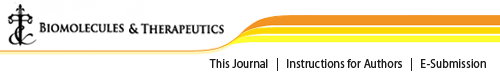 BIOMOLECULES & THERAPEUTICS
This Journal | Instructions for Authors | E-Submission